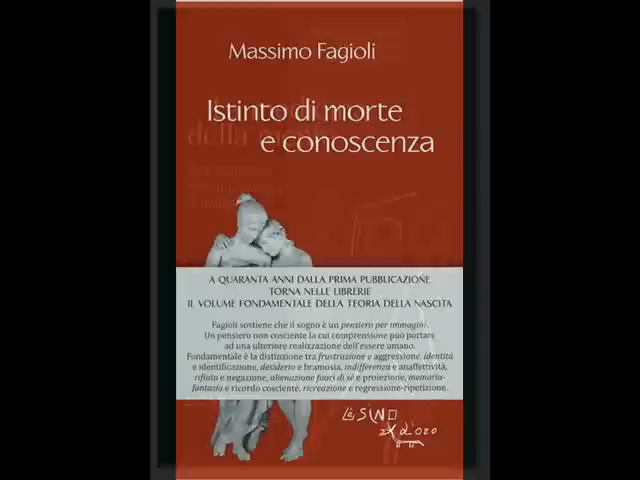 Massimo Fagioli
Istinto di morte
e conoscenza
A QUARANTA ANNI DALLA PRIMA PUBBLICAZIONE
TORNA NELLE LIBRERIE
IL VOLUME FONDAMENTALE DELLA TEORIA DELLA NASCITA
Fagioli sostiene che il sogno è un pensiero per immagini.
Un pensiero non cosciente la cui comprensione può portare
ad una ulteriore realizzazione dell'essere umano.
Fondamentale è la distinzione tra frustrazione e aggressione, identità
e identificazione, desiderio e bramosia, indifferenza e anaffettività,
rifiuto e negazione, alienazione fuori di sé e proiezione, memoria-
fantasia e ricordo cosciente, ricreazione e regressione-ripetizione.
L'ASINO
d'oro